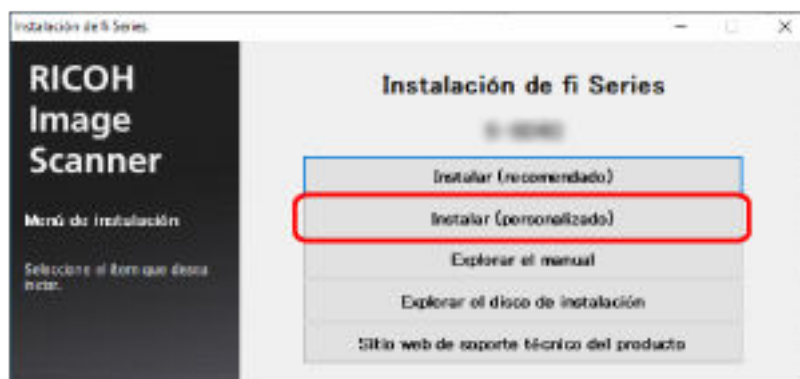 Instalación de fi Series
RICOH
Image
Scanner
Menú de instalación
Seleccione el ítem que desea
iniciar.
Instalación de fi Series
Instalar (recomendado)
Instalar (personalizado)
Explorar el manual
Explorar el disco de instalación
Sitio web de soporte técnico del producto